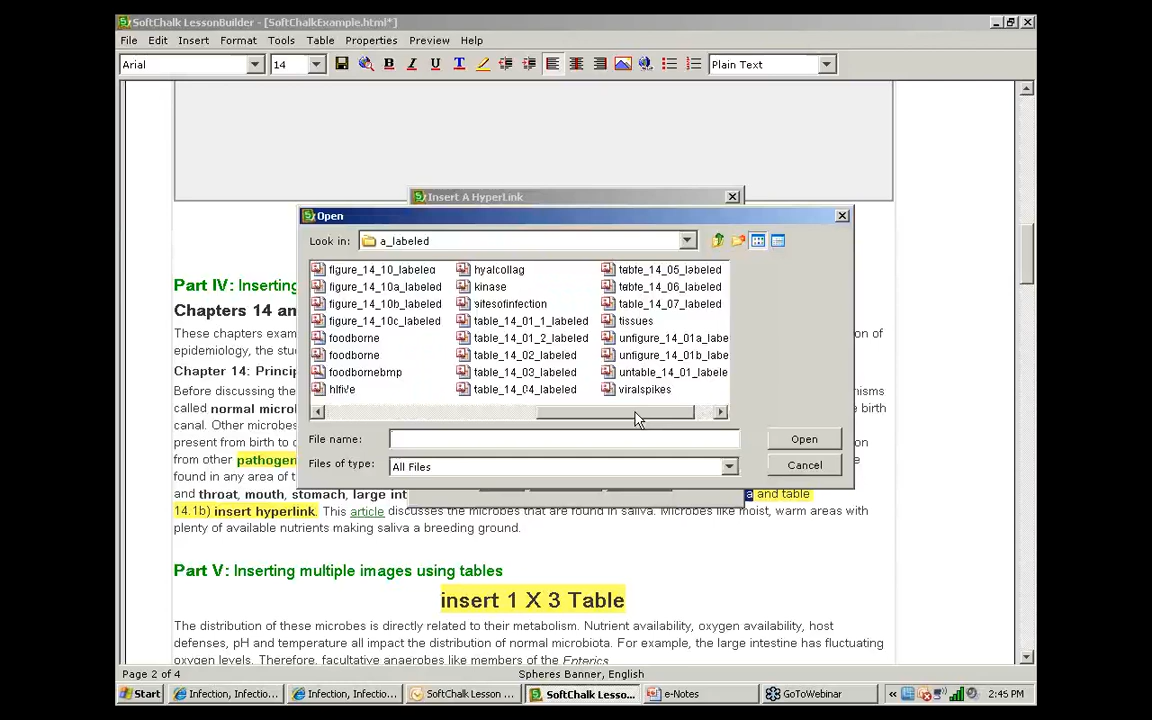 SoftChalk LessonBuilder - [SoftChalkExample.html*]
File Edit Insert Format Tools Table Properties Preview Help
Arial 14 B I U T Plain Text
Insert A HyperLink
Open
Look in: a_labeled
figure_14_10_labeled hyalcollag table_14_05_labeled
figure_14_10a_labeled kinase table_14_06_labeled
figure_14_10b_labeled sitesofinfection table_14_07_labeled
figure_14_10c_labeled table_14_01_1_labeled tissues
foodborne table_14_01_2_labeled unfigure_14_01a_labe
foodborne table_14_02_labeled unfigure_14_01b_labe
foodbornebmp table_14_03_labeled untable_14_01_labele
hifive table_14_04_labeled viralspikes
File name: Open
Files of type: All Files Cancel
Part IV: Inserting
Chapters 14 an
These chapters exam
of epidemiology, the stu
Chapter 14: Princip
Before discussing the nisms
called normal micro birth
canal. Other microbes
present from birth to be
from other pathogen
found in any area of t
and throat, mouth, stomach, large int a and table
14.1b) insert hyperlink. This article discusses the microbes that are found in saliva. Microbes like moist, warm areas with
plenty of available nutrients making saliva a breeding ground.
Part V: Inserting multiple images using tables
insert 1 X 3 Table
The distribution of these microbes is directly related to their metabolism. Nutrient availability, oxygen availability, host
defenses, pH and temperature all impact the distribution of normal microbiota. For example, the large intestine has fluctuating
oxygen levels. Therefore, facultative anaerobes like members of the Enterics
Page 2 of 4 Spheres Banner, English
Start Infection, Infectio... Infection, Infectio... SoftChalk Lesson ... SoftChalk Lesso... e-Notes GoToWebinar « 2:45 PM